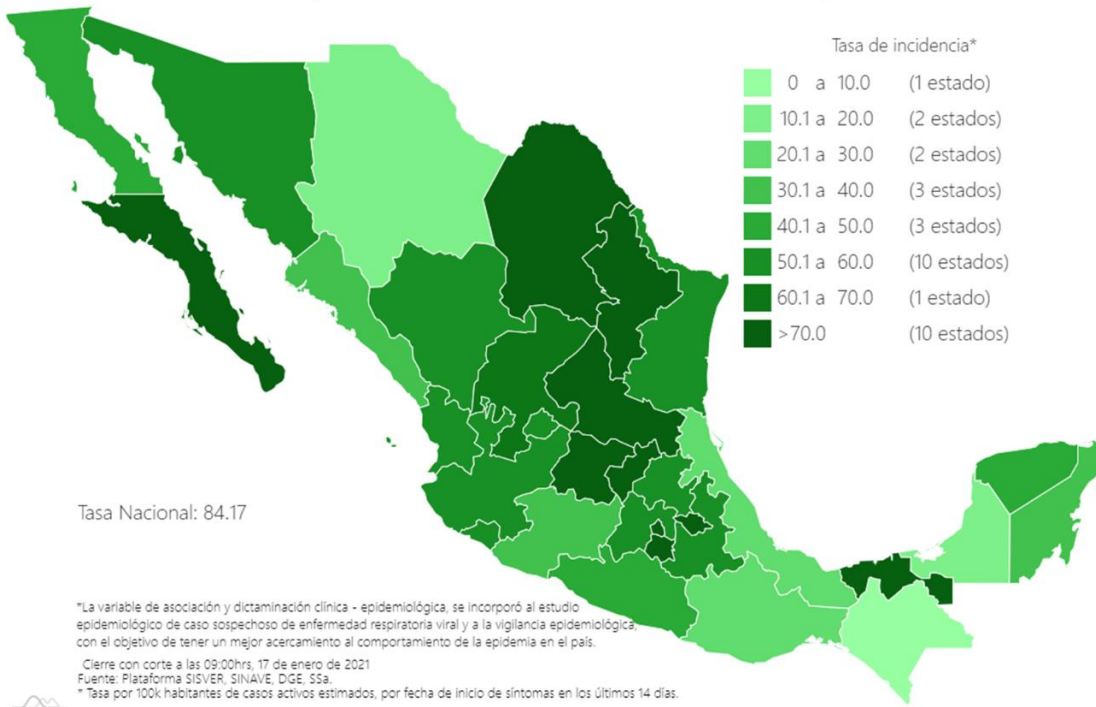 Tasa de incidencia*
0 a 10.0 (1 estado)
10.1 a 20.0 (2 estados)
20.1 a 30.0 (2 estados)
30.1 a 40.0 (3 estados)
40.1 a 50.0 (3 estados)
50.1 a 60.0 (10 estados)
60.1 a 70.0 (1 estado)
>70.0 (10 estados)
Tasa Nacional: 84.17
*La variable de asociación y dictaminación clínica - epidemiológica, se incorporó al estudio
epidemiológico de caso sospechoso de enfermedad respiratoria viral y a la vigilancia epidemiológica,
con el objetivo de tener un mejor acercamiento al comportamiento de la epidemia en el país.
Cierre con corte a las 09:00hrs, 17 de enero de 2021
Fuente: Plataforma SISVER, SINAVE, DGE, SSa.
* Tasa por 100k habitantes de casos activos estimados, por fecha de inicio de síntomas en los últimos 14 días.